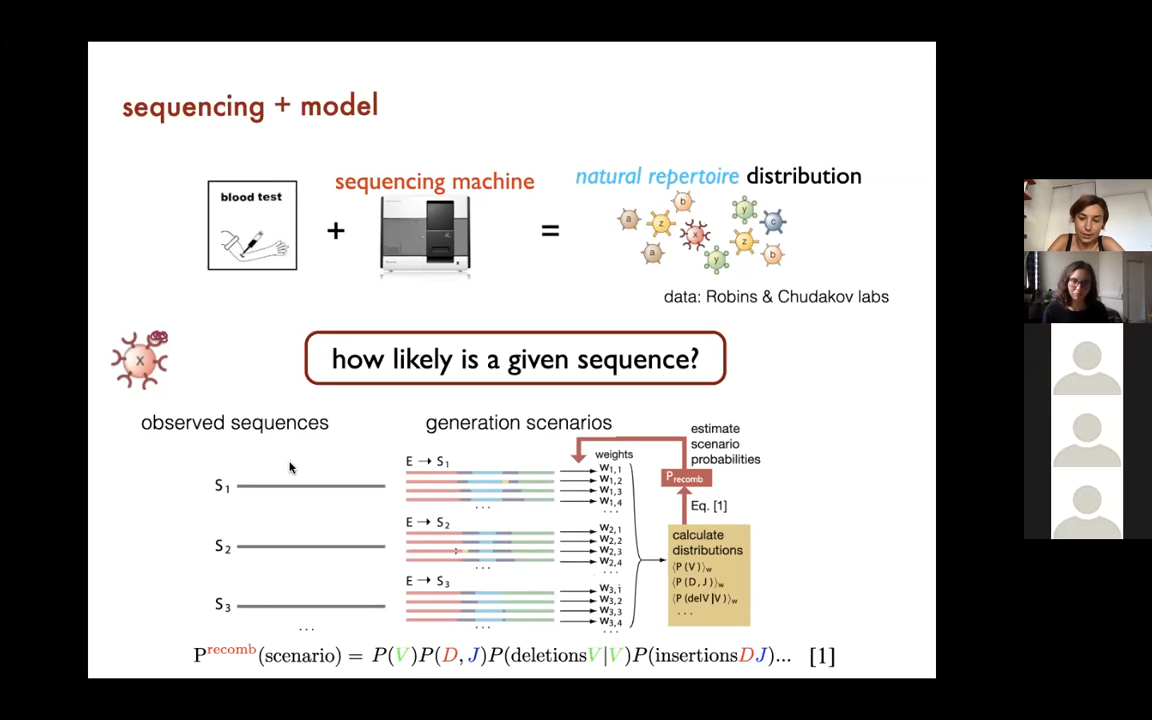 sequencing + model
blood test
+
sequencing machine
=
natural repertoire distribution
a
z
b
x
a
y
y
c
z
b
data: Robins & Chudakov labs
x
how likely is a given sequence?
observed sequences
S1
S2
S3
...
generation scenarios
E → S1
...
E → S2
...
E → S3
...
weights
w1,1
w1,2
w1,3
w1,4
...
w2,1
w2,2
w2,3
w2,4
...
w3,1
w3,2
w3,3
w3,4
...
estimate
scenario
probabilities
Precomb
Eq. [1]
calculate
distributions
⟨P (V)⟩w
⟨P (D, J)⟩w
⟨P (delV|V)⟩w
...
Precomb(scenario) = P(V)P(D, J)P(deletionsV|V)P(insertionsDJ)... [1]